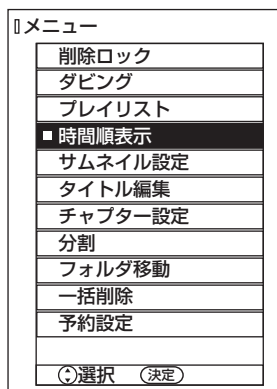 メニュー
削除ロック
ダビング
プレイリスト
時間順表示
サムネイル設定
タイトル編集
チャプター設定
分割
フォルダ移動
一括削除
予約設定
選択 決定